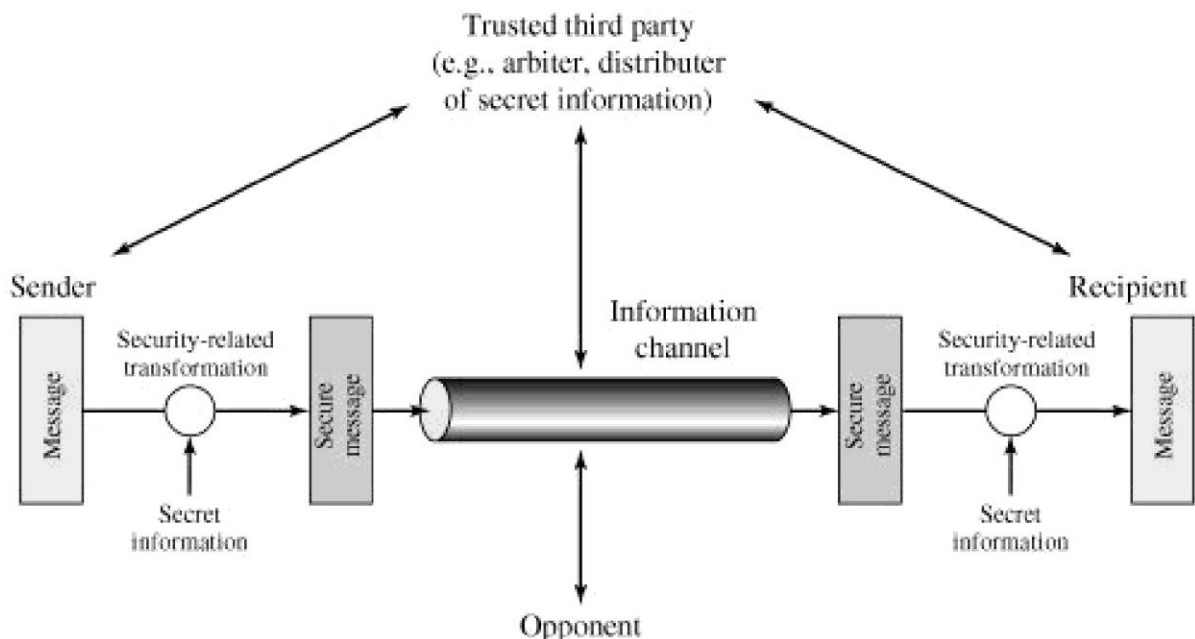 Trusted third party
(e.g., arbiter, distributer
of secret information)
Sender
Recipient
Information
channel
Security-related
transformation
Security-related
transformation
Message
Secure
message
Secure
message
Message
Secret
information
Secret
information
Opponent